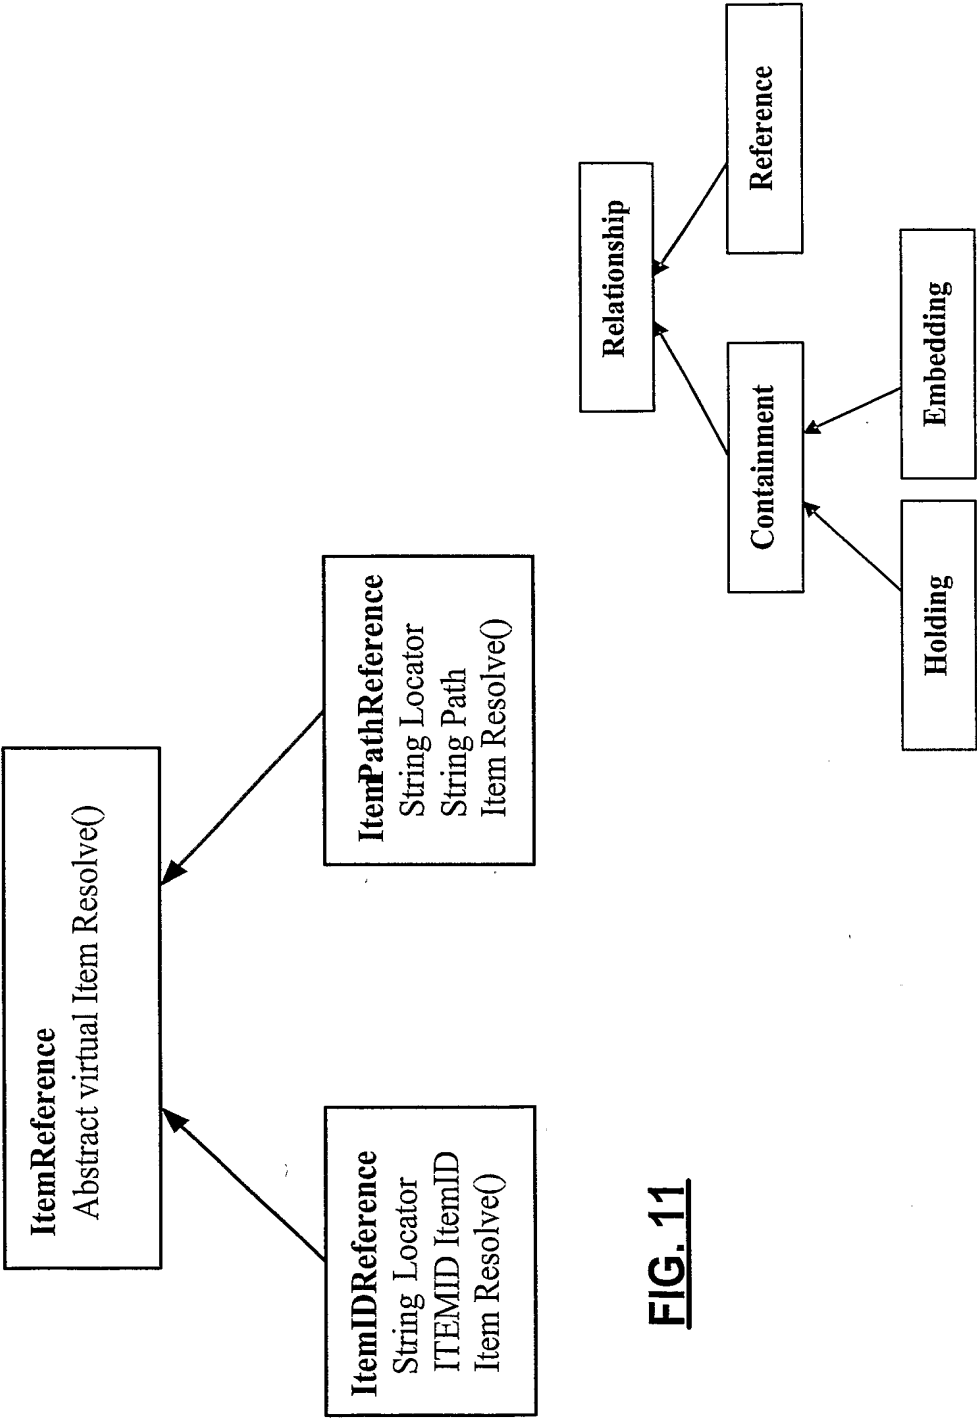 ItemReference
Abstract virtual Item Resolve()
ItemIDReference
String Locator
ITEMID ItemID
Item Resolve()
ItemPathReference
String Locator
String Path
Item Resolve()
Relationship
Containment
Reference
Holding
Embedding
FIG. 11